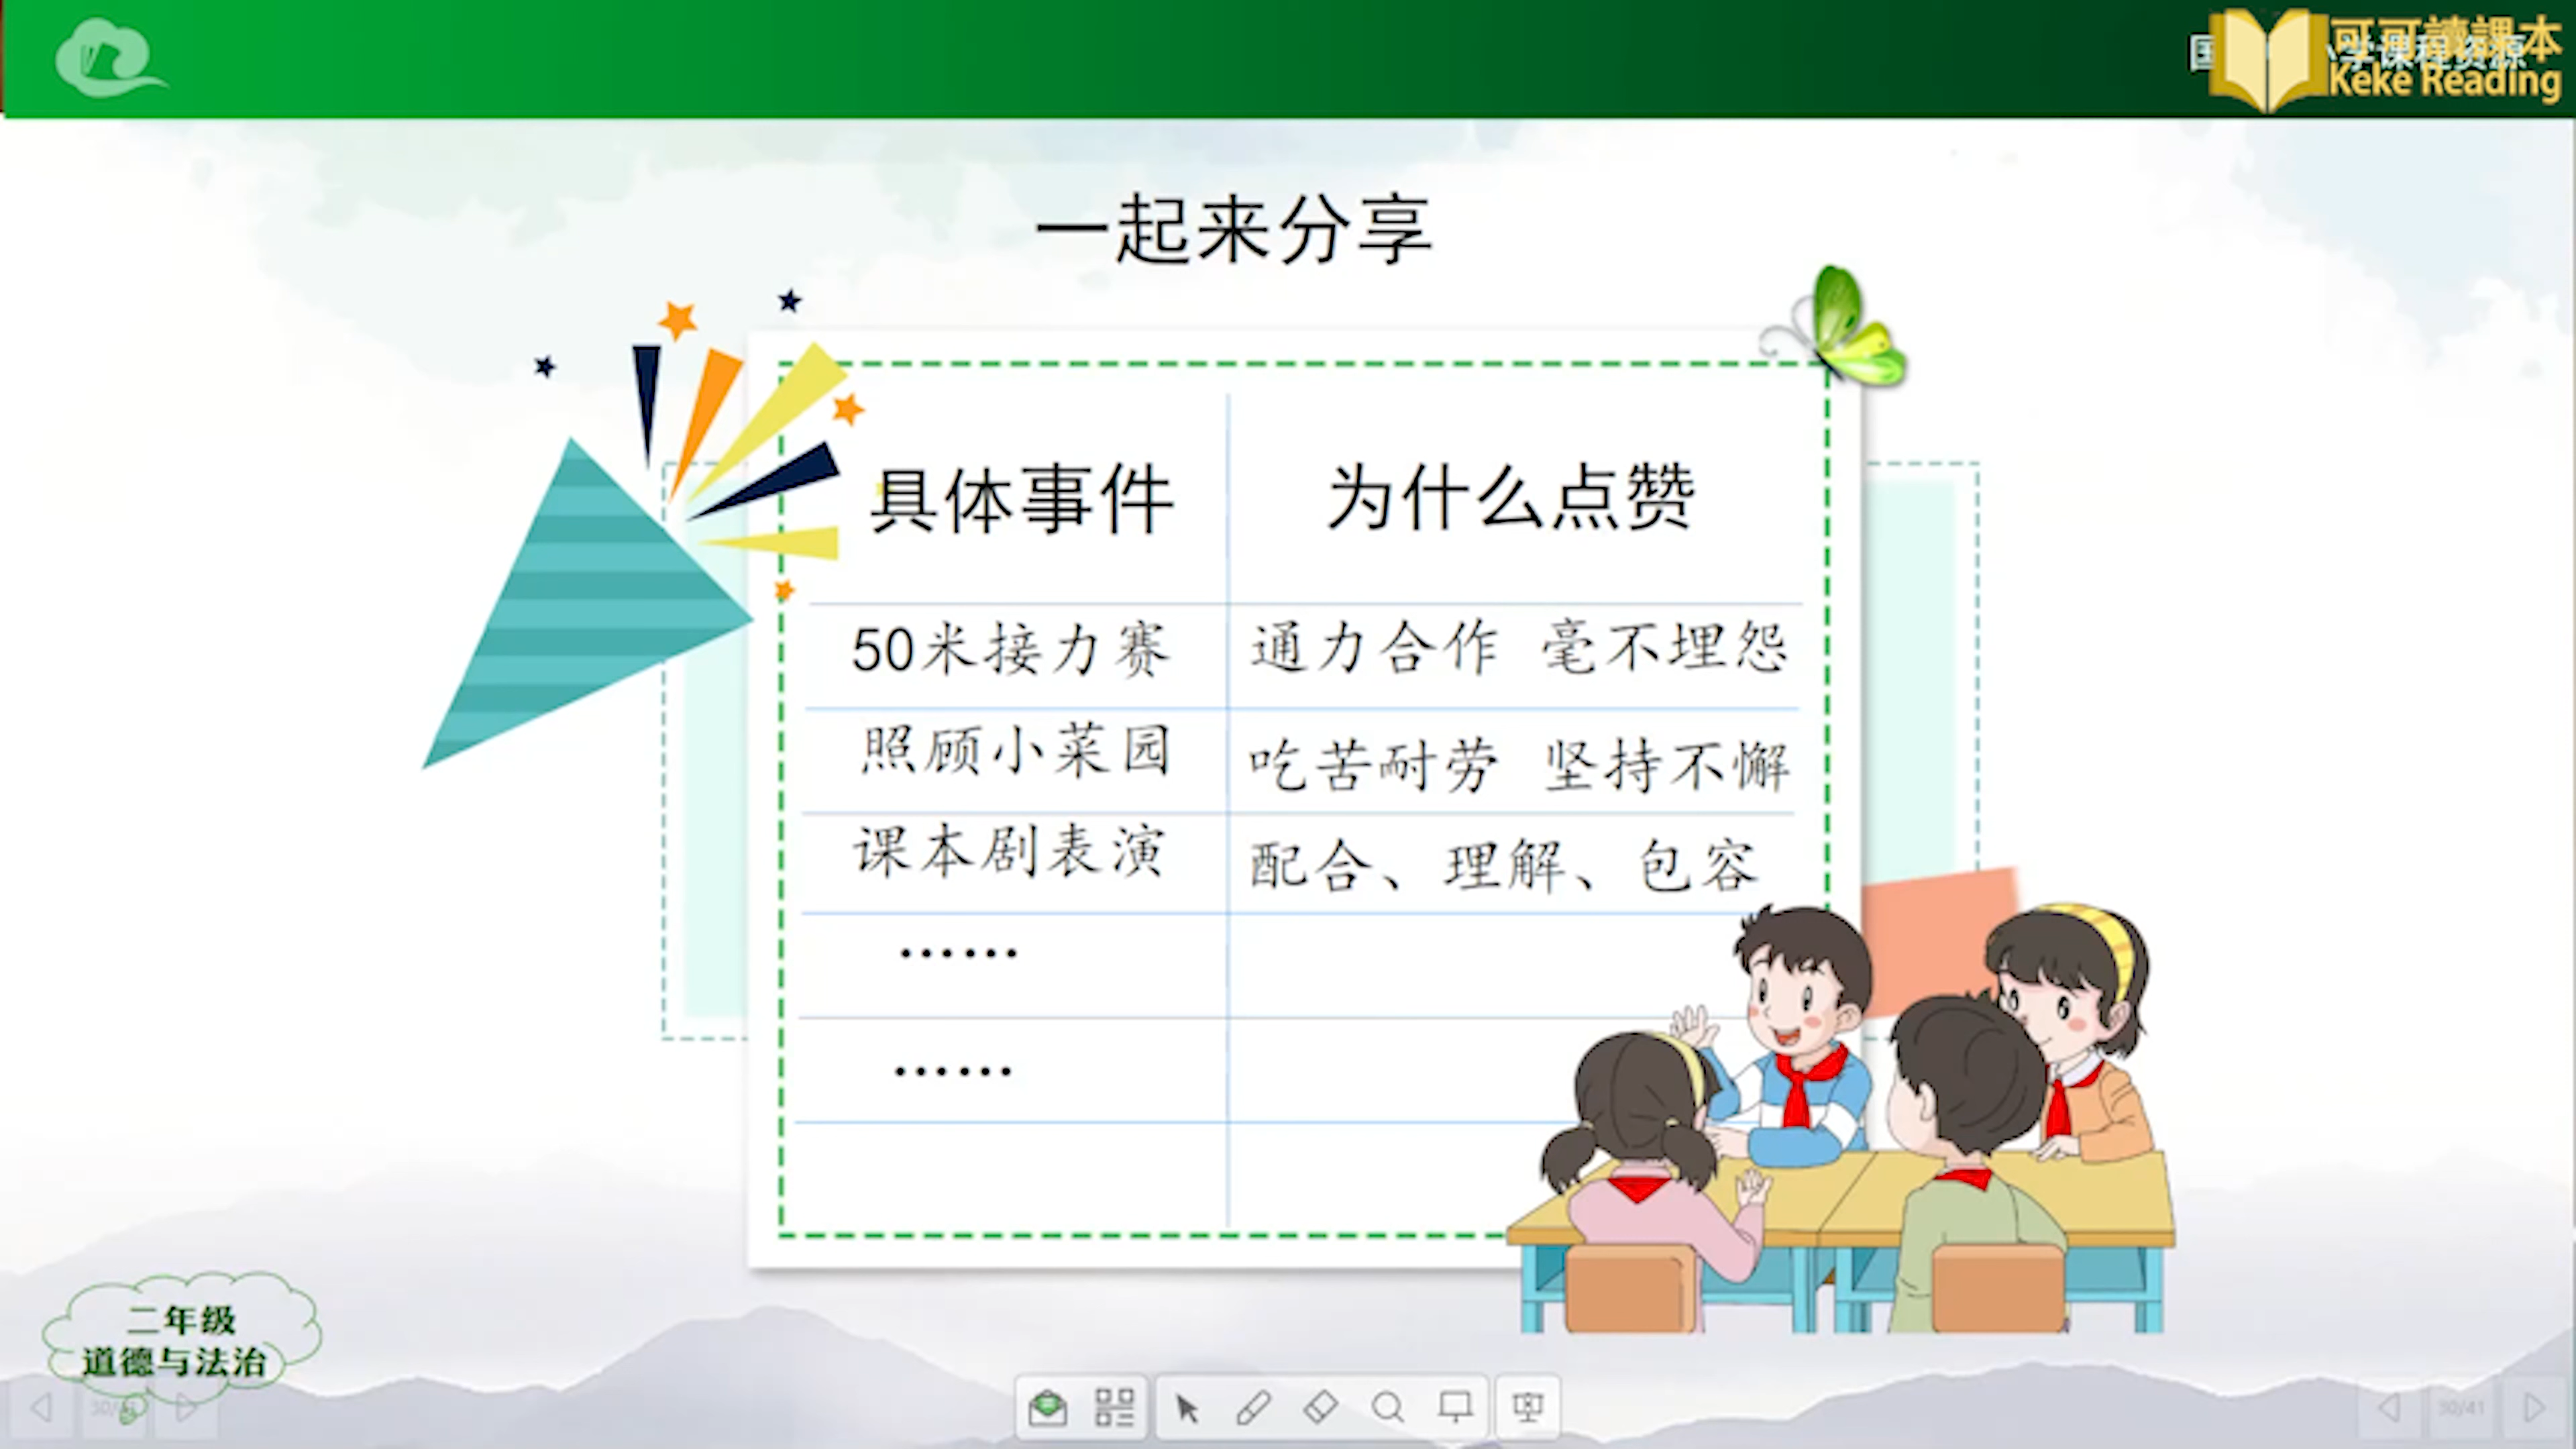 可可讀課本
Keke Reading
一起来分享
具体事件 为什么点赞
50米接力赛 通力合作 毫不埋怨
照顾小菜园 吃苦耐劳 坚持不懈
课本剧表演 配合、理解、包容
……
……
二年级
道德与法治
30/41